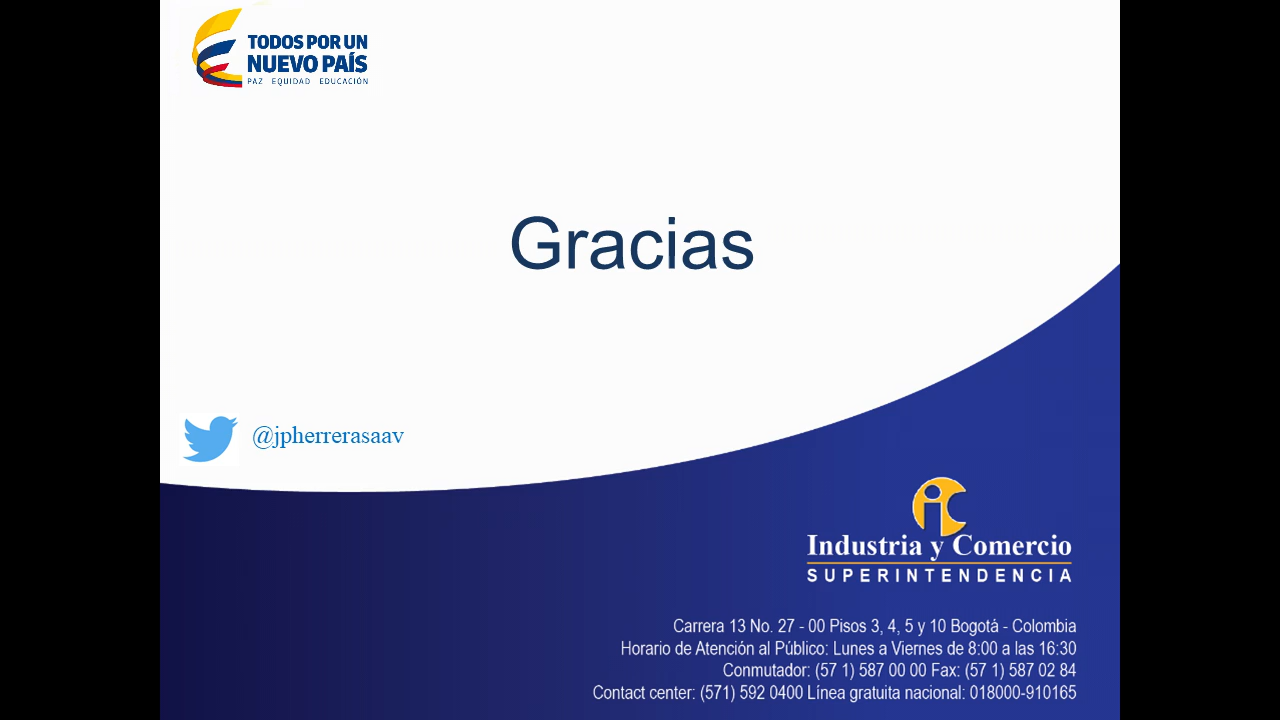 TODOS POR UN
NUEVO PAÍS
PAZ EQUIDAD EDUCACIÓN
Gracias
@jpherrerasaav
Industria y Comercio
SUPERINTENDENCIA
Carrera 13 No. 27 - 00 Pisos 3, 4, 5 y 10 Bogotá - Colombia
Horario de Atención al Público: Lunes a Viernes de 8:00 a las 16:30
Conmutador: (57 1) 587 00 00 Fax: (57 1) 587 02 84
Contact center: (571) 592 0400 Línea gratuita nacional: 018000-910165